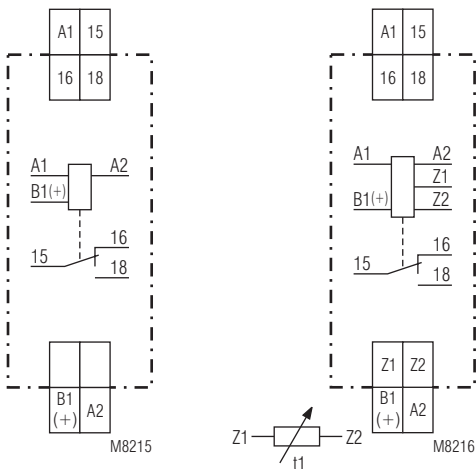 A1 15
16 18
A1 A2
B1(+)
15 16
18
B1 (+) A2
M8215
A1 15
16 18
A1 A2
Z1
B1(+) Z2
15 16
18
Z1 Z2
B1 (+) A2
M8216
Z1 Z2
t1